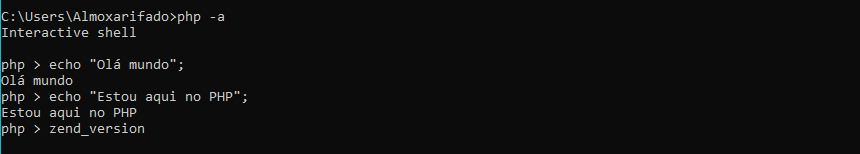 C:\Users\Almoxarifado>php -a
Interactive shell
php > echo "Olá mundo";
Olá mundo
php > echo "Estou aqui no PHP";
Estou aqui no PHP
php > zend_version